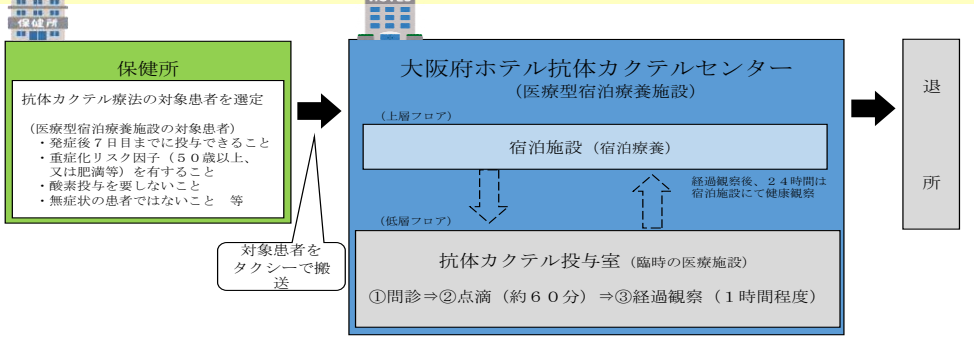 保健所
保健所
抗体カクテル療法の対象患者を選定
（医療型宿泊療養施設の対象患者）
・発症後７日目までに投与できること
・重症化リスク因子（５０歳以上、
又は肥満等）を有すること
・酸素投与を要しないこと
・無症状の患者ではないこと　等
対象患者を
タクシーで搬
送
大阪府ホテル抗体カクテルセンター
（医療型宿泊療養施設）
（上層フロア）
宿泊施設（宿泊療養）
経過観察後、２４時間は
宿泊施設にて健康観察
（低層フロア）
抗体カクテル投与室（臨時の医療施設）
①問診⇒②点滴（約６０分）⇒③経過観察（１時間程度）
退
所